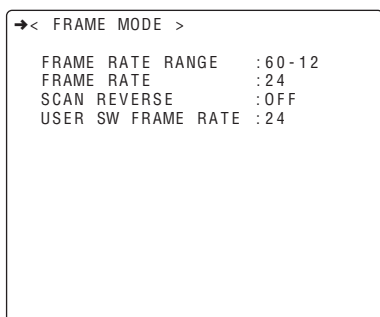 ➔< FRAME MODE >
FRAME RATE RANGE :60-12
FRAME RATE :24
SCAN REVERSE :OFF
USER SW FRAME RATE :24